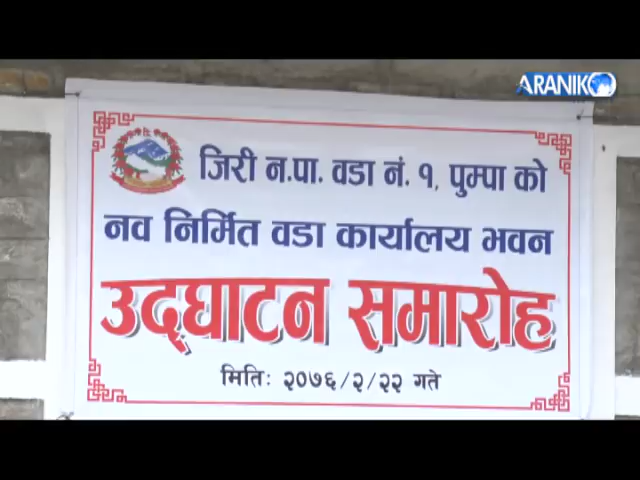 ARANIKO
जिरी न.पा. वडा नं. १, पुम्पा को
नव निर्मित वडा कार्यालय भवन
उद्घाटन समारोह
मितिः २०७६/२/२२ गते